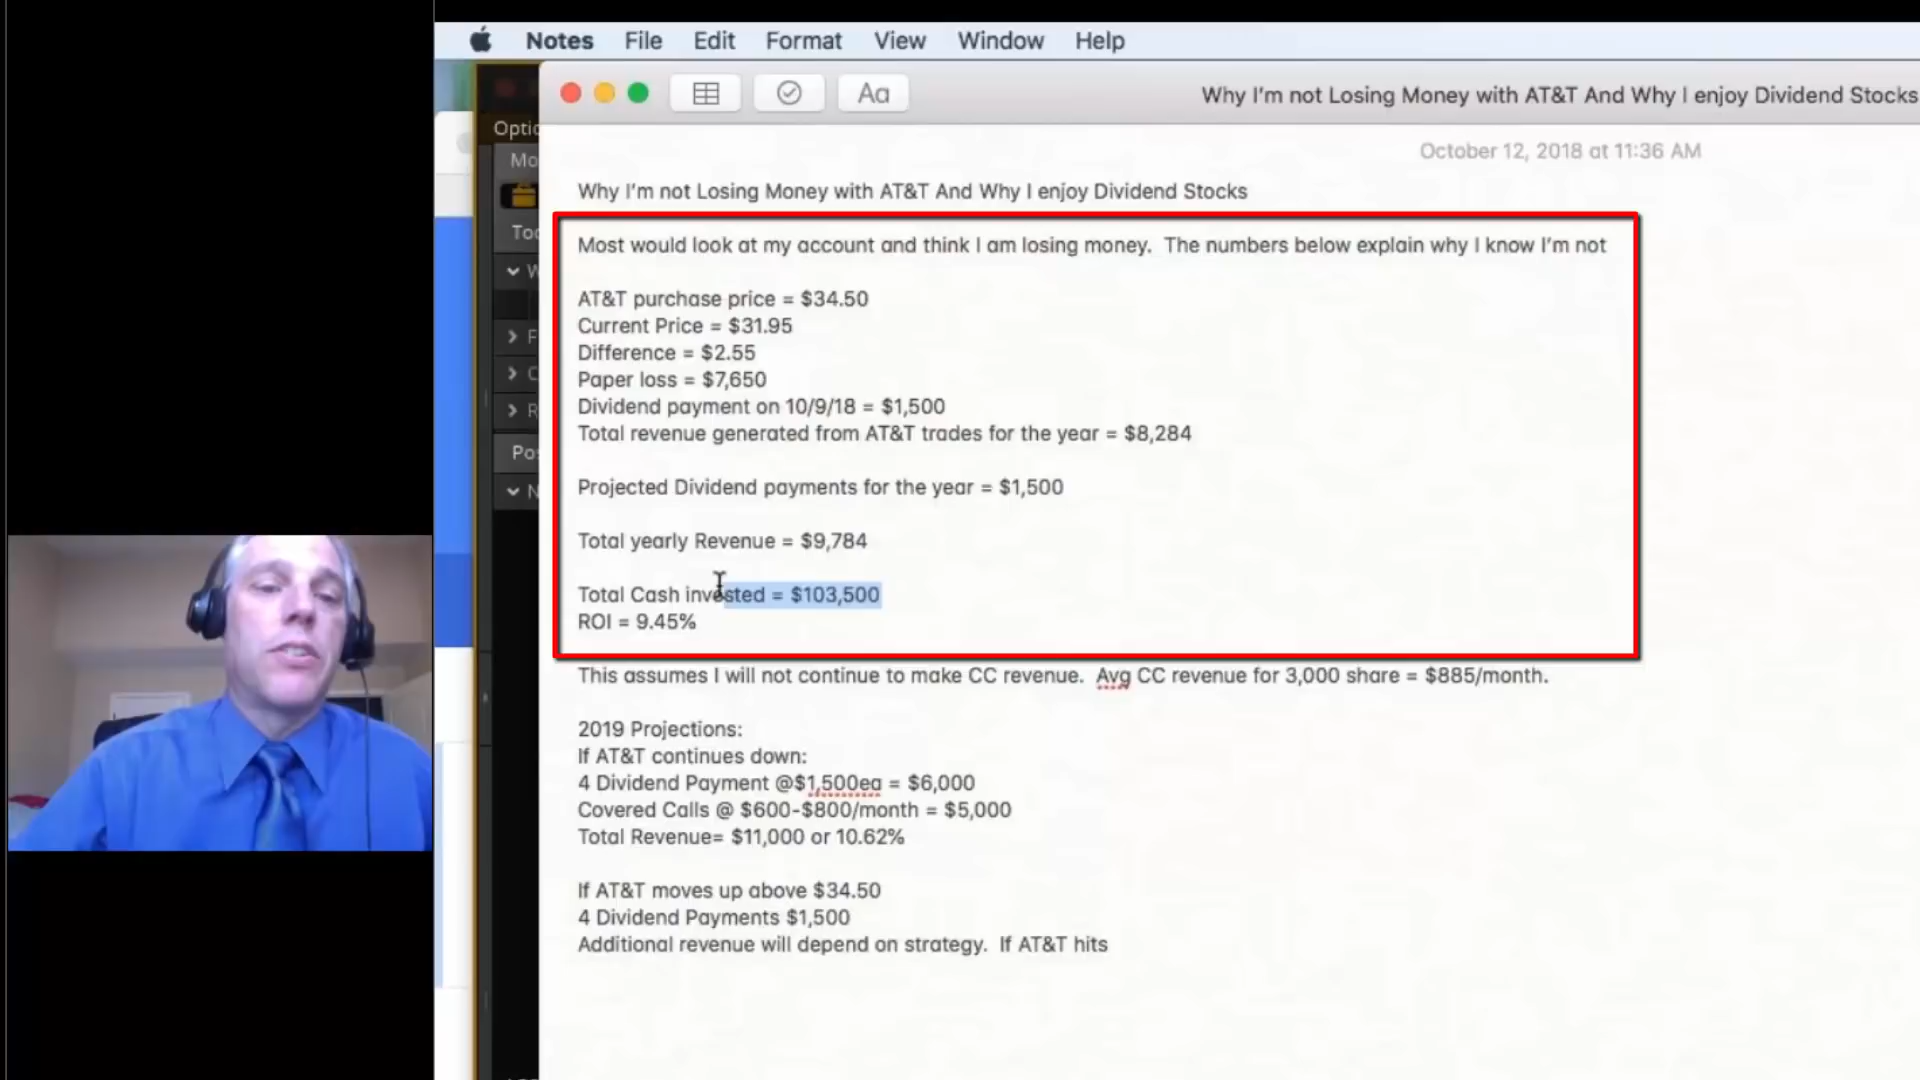 Notes File Edit Format View Window Help
Aa
Why I'm not Losing Money with AT&T And Why I enjoy Dividend Stocks
October 12, 2018 at 11:36 AM
Why I'm not Losing Money with AT&T And Why I enjoy Dividend Stocks
Most would look at my account and think I am losing money. The numbers below explain why I know I'm not
AT&T purchase price = $34.50
Current Price = $31.95
Difference = $2.55
Paper loss = $7,650
Dividend payment on 10/9/18 = $1,500
Total revenue generated from AT&T trades for the year = $8,284
Projected Dividend payments for the year = $1,500
Total yearly Revenue = $9,784
Total Cash invested = $103,500
ROI = 9.45%
This assumes I will not continue to make CC revenue. Avg CC revenue for 3,000 share = $885/month.
2019 Projections:
If AT&T continues down:
4 Dividend Payment @$1,500ea = $6,000
Covered Calls @ $600-$800/month = $5,000
Total Revenue= $11,000 or 10.62%
If AT&T moves up above $34.50
4 Dividend Payments $1,500
Additional revenue will depend on strategy. If AT&T hits